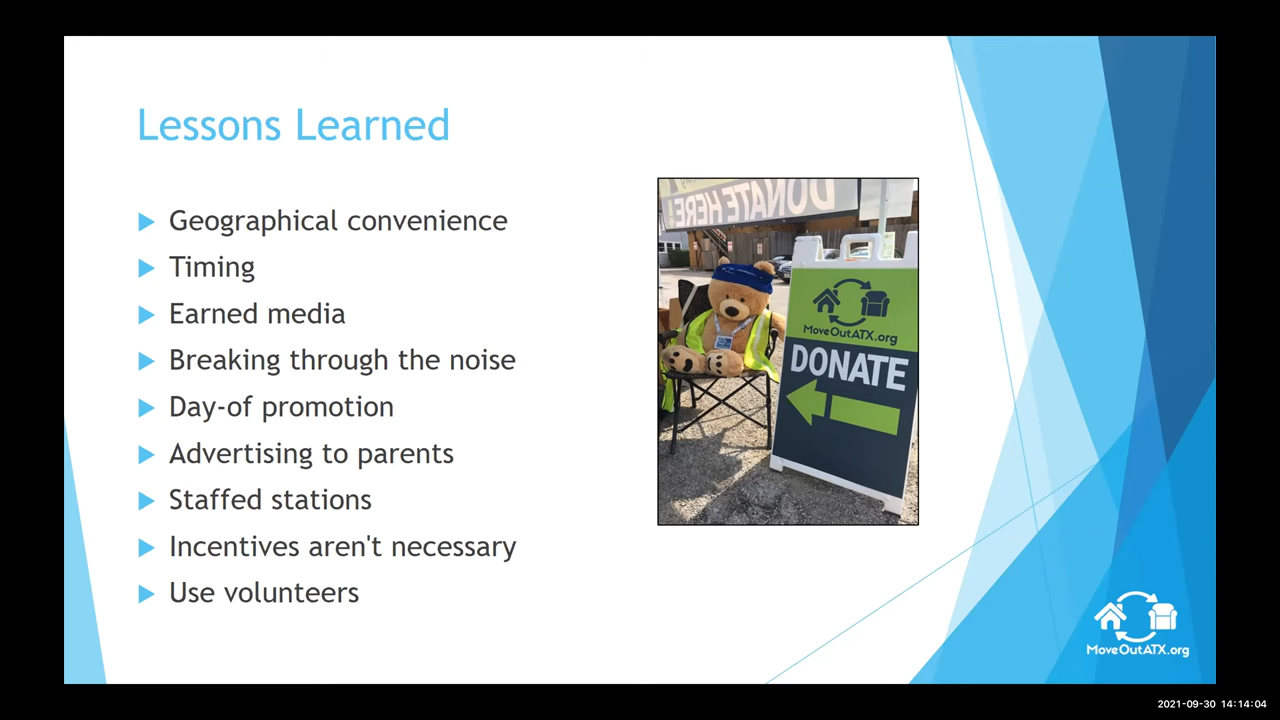 Lessons Learned
Geographical convenience
Timing
Earned media
Breaking through the noise
Day-of promotion
Advertising to parents
Staffed stations
Incentives aren't necessary
Use volunteers
DONATE HERE!
MoveOutATX.org
DONATE
MoveOutATX.org
2021-09-30 14:14:04